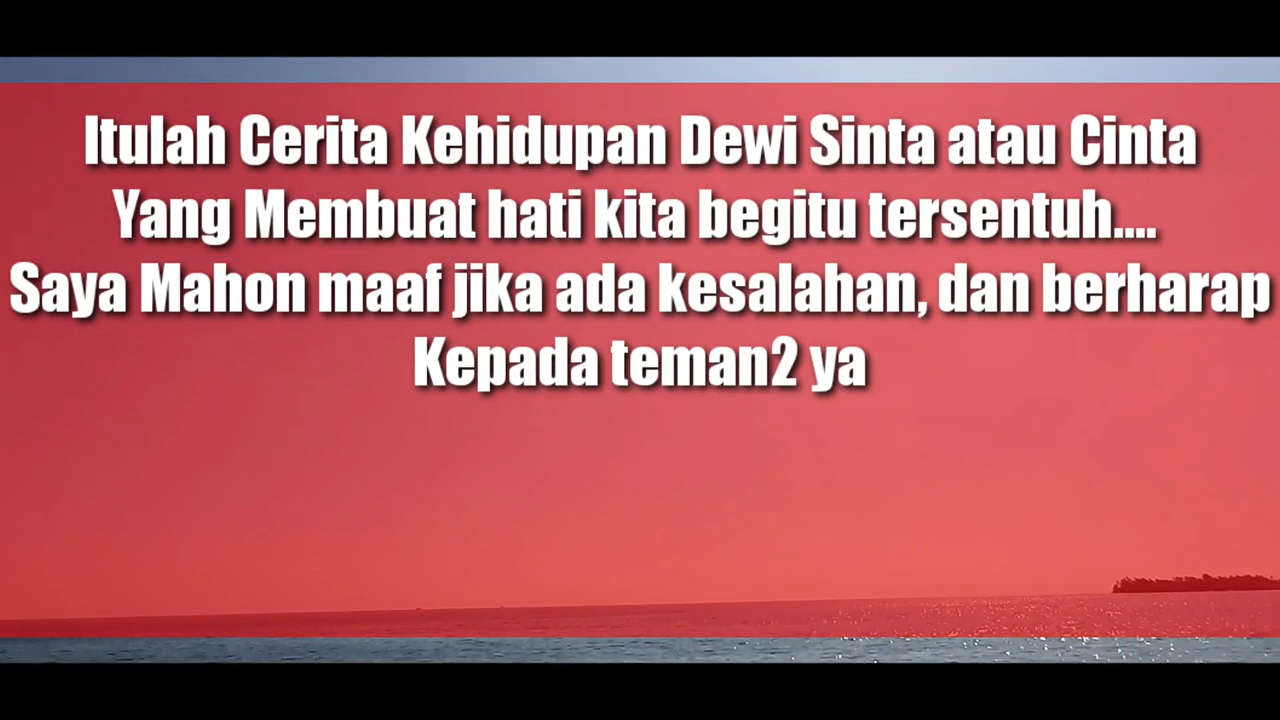 Itulah Cerita Kehidupan Dewi Sinta atau Cinta
Yang Membuat hati kita begitu tersentuh....
Saya Mahon maaf jika ada kesalahan, dan berharap
Kepada teman2 ya